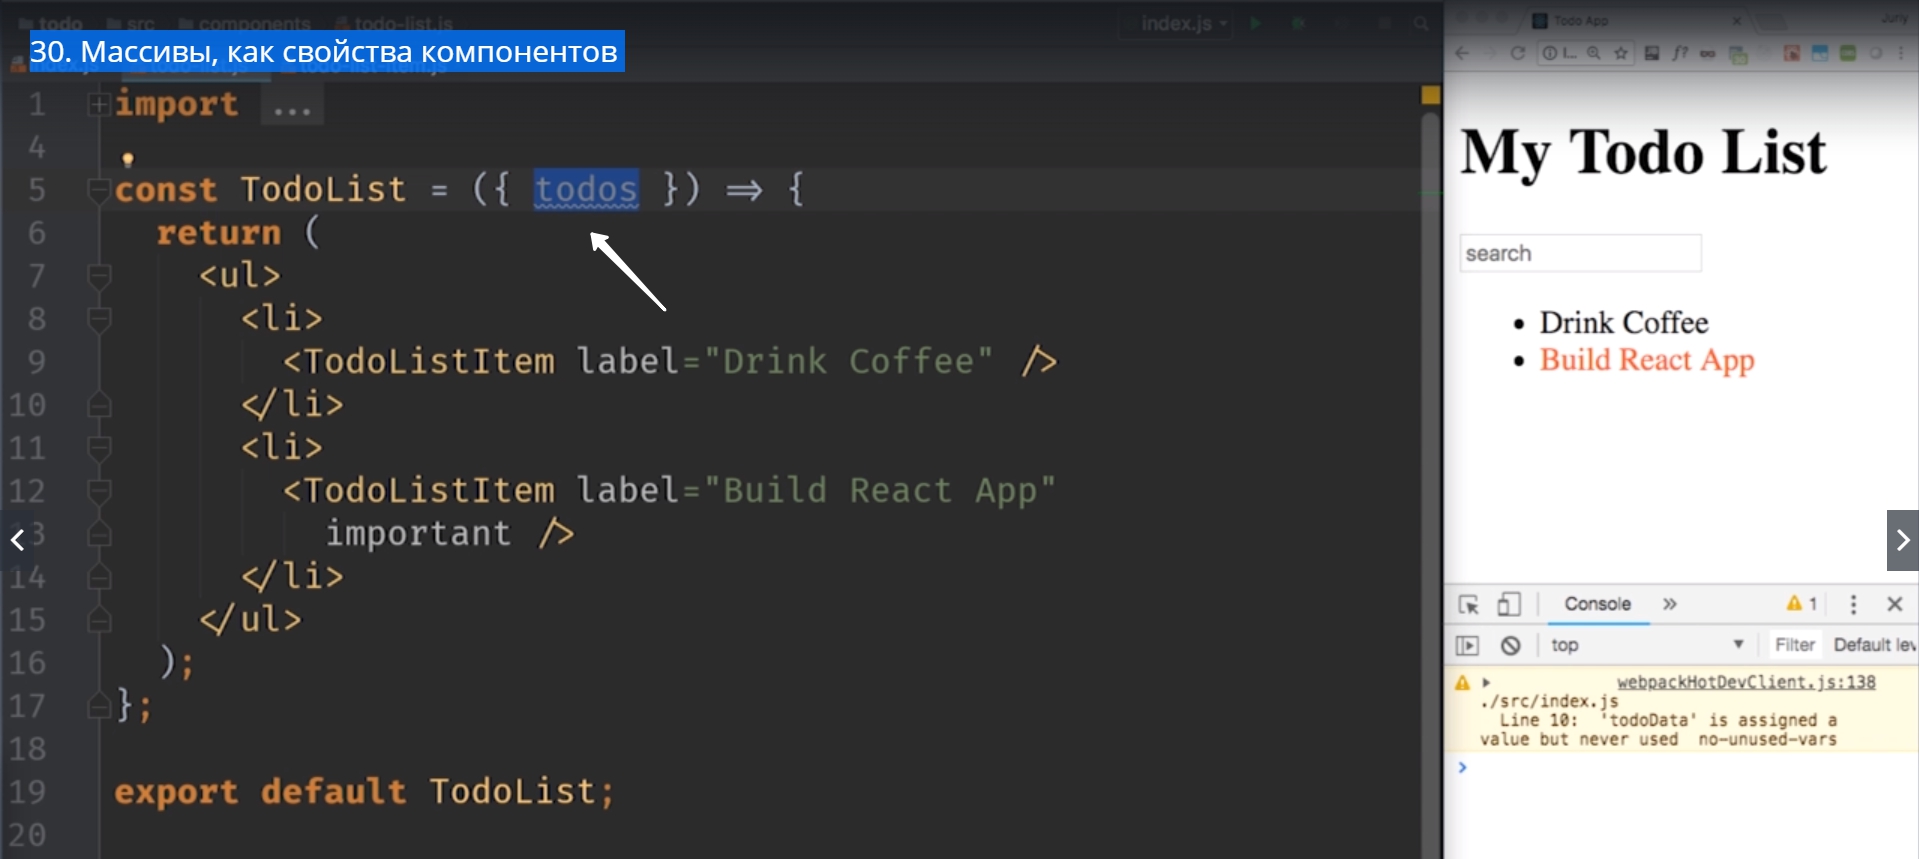 todo src components todo-list.js index.js
30. Массивы, как свойства компонентов
1 import ...
4
5 const TodoList = ({ todos }) => {
6 return (
7 <ul>
8 <li>
9 <TodoListItem label="Drink Coffee" />
10 </li>
11 <li>
12 <TodoListItem label="Build React App"
3 important />
14 </li>
15 </ul>
16 );
17 };
18
19 export default TodoList;
20
Todo App
My Todo List
search
Drink Coffee
Build React App
Console » 1
top Filter Default lev
webpackHotDevClient.js:138
./src/index.js
Line 10: 'todoData' is assigned a
value but never used no-unused-vars